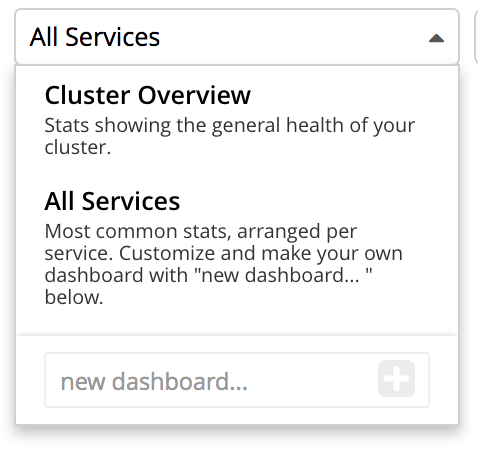 All Services
Cluster Overview
Stats showing the general health of your
cluster.
All Services
Most common stats, arranged per
service. Customize and make your own
dashboard with "new dashboard... "
below.
new dashboard...